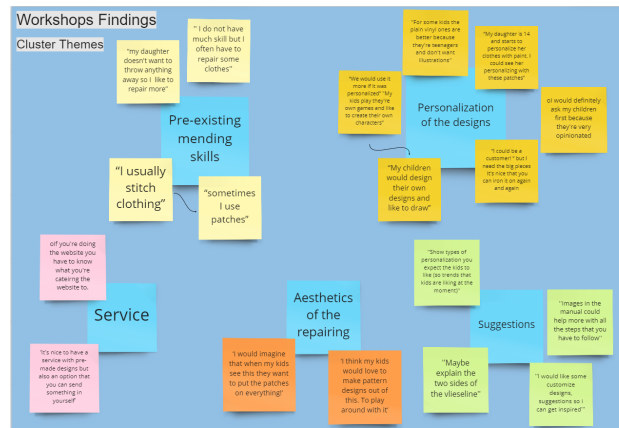 Workshops Findings
Cluster Themes
"my daughter
doesn't want to
throw anything
away so I like to
repair more"
" I do not have
much skill but I
often have to
repair some
clothes"
Pre-existing
mending
skills
"I usually
stitch
clothing"
"sometimes
I use
patches"
"For some kids the
plain vinyl ones are
better because
they're teenagers
and don't want
illustrations"
"My daughter is 14
and starts to
personalize her
clothes with paint. I
could see her
personalizing with
these patches"
"We would use it
more if it was
personalized" "My
kids play they're
own games and like
to create their own
characters"
Personalization
of the designs
oI would definitely
ask my children
first because
they're very
opinionated
"My children
would design
their own
designs and
like to draw"
"I could be a
customer! " but I
need the big pieces
It's nice that you
can iron it on again
and again
oIf you're doing
the website you
have to know
what you're
cateirng the
website to.
Service
'It's nice to have a
service with pre-
made designs but
also an option that
you can send
something in
yourself'
Aesthetics
of the
repairing
'I would imagine
that when my kids
see this they want
to put the patches
on everything!'
'I think my kids
would love to
make pattern
designs out of
this. To play
around with it'
"Show types of
personalization you
expect the kids to
like (so trends that
kids are liking at the
moment)"
Suggestions
"Images in the
manual could
help more with all
the steps that you
have to follow"
"Maybe
explain the
two sides of
the vlieseline"
"I would like some
customize
designs,
suggestions so i
can get inspired'"